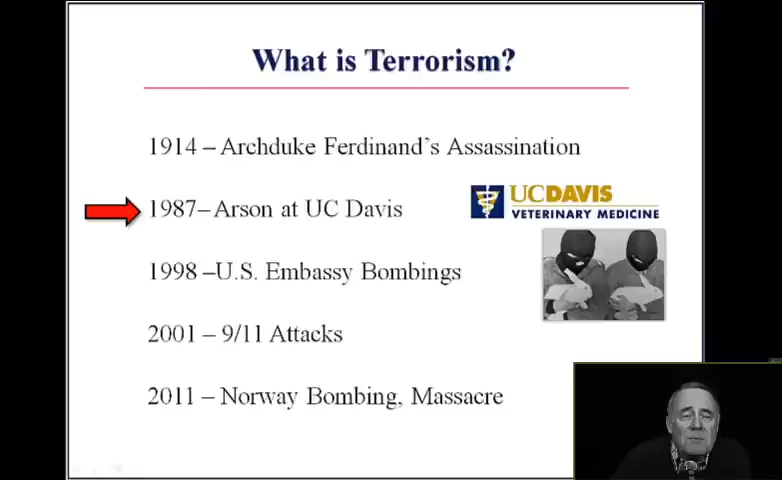 What is Terrorism?
1914 – Archduke Ferdinand's Assassination
1987– Arson at UC Davis
UCDAVIS
VETERINARY MEDICINE
1998 –U.S. Embassy Bombings
2001 – 9/11 Attacks
2011 – Norway Bombing, Massacre